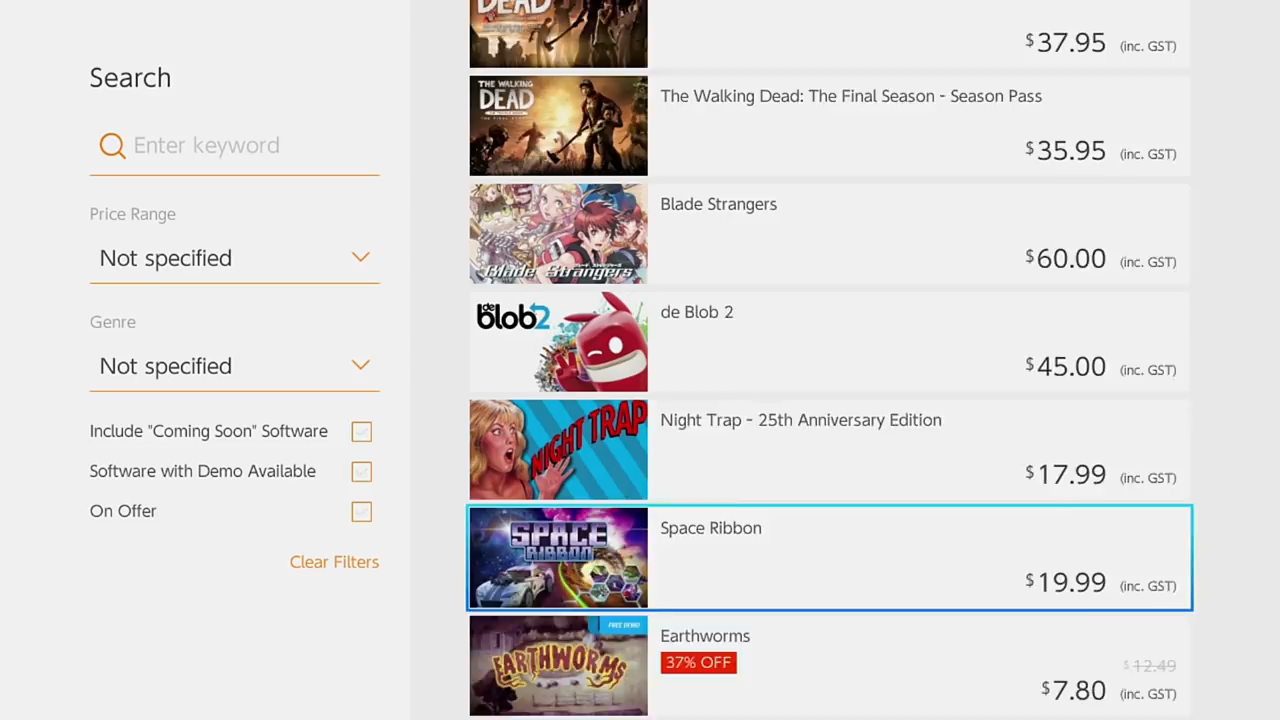 Search
Enter keyword
Price Range
Not specified
Genre
Not specified
Include "Coming Soon" Software
Software with Demo Available
On Offer
Clear Filters
DEAD
$37.95 (inc. GST)
THE WALKING
DEAD
The Walking Dead: The Final Season - Season Pass
$35.95 (inc. GST)
Blade Strangers
Blade Strangers
$60.00 (inc. GST)
de
blob2
de Blob 2
$45.00 (inc. GST)
NIGHT TRAP
Night Trap - 25th Anniversary Edition
$17.99 (inc. GST)
SPACE
RIBBON
Space Ribbon
$19.99 (inc. GST)
FREE DEMO
EARTHWORMS
Earthworms
37% OFF
$12.49
$7.80 (inc. GST)